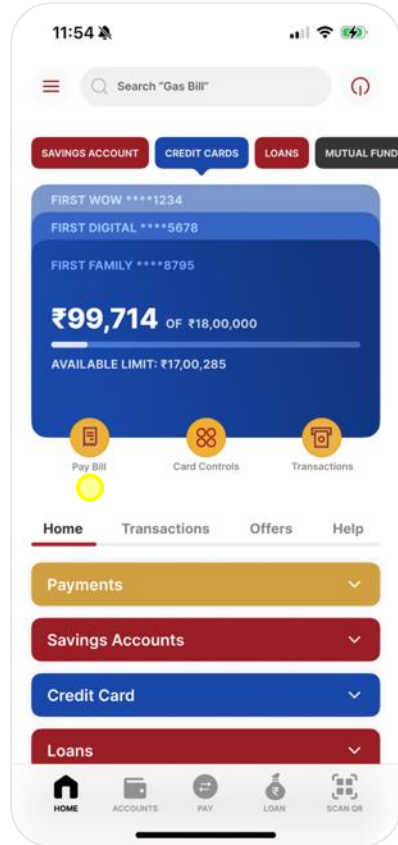 11:54
Search "Gas Bill"
SAVINGS ACCOUNT CREDIT CARDS LOANS MUTUAL FUND
FIRST WOW ****1234
FIRST DIGITAL ****5678
FIRST FAMILY ****8795
₹99,714 OF ₹18,00,000
AVAILABLE LIMIT: ₹17,00,285
Pay Bill Card Controls Transactions
Home Transactions Offers Help
Payments
Savings Accounts
Credit Card
Loans
HOME ACCOUNTS PAY LOAN SCAN QR